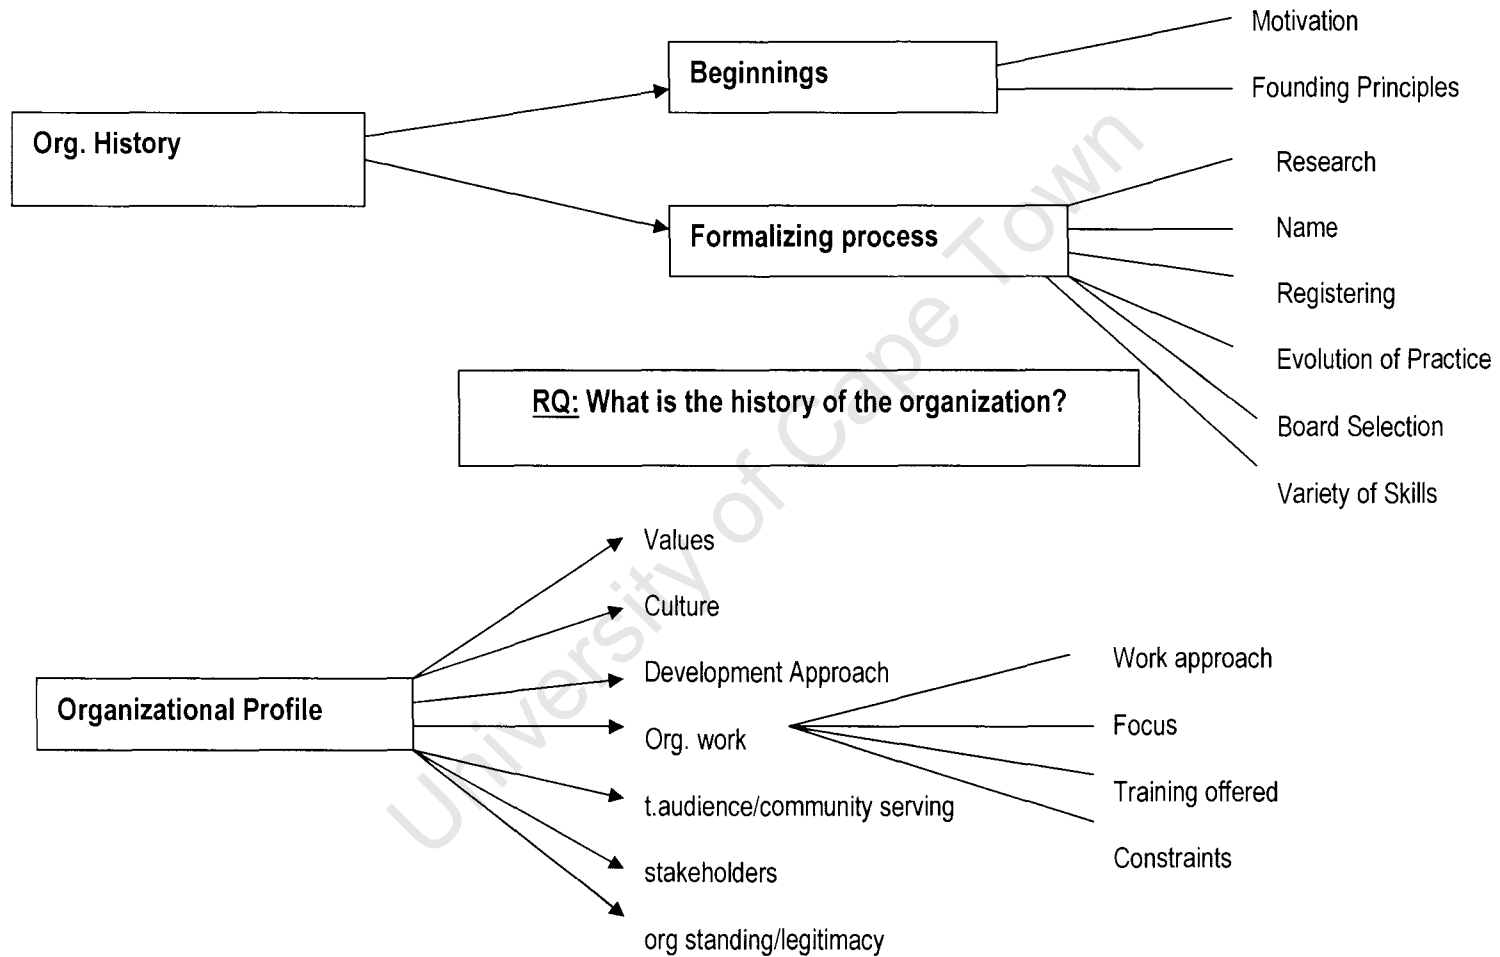 Motivation
Beginnings
Founding Principles
Org. History
Research
Formalizing process
Name
Registering
Evolution of Practice
RQ: What is the history of the organization?
Board Selection
Variety of Skills
Values
Culture
Development Approach
Work approach
Organizational Profile
Org. work
Focus
Training offered
t.audience/community serving
Constraints
stakeholders
org standing/legitimacy
University of Cape Town